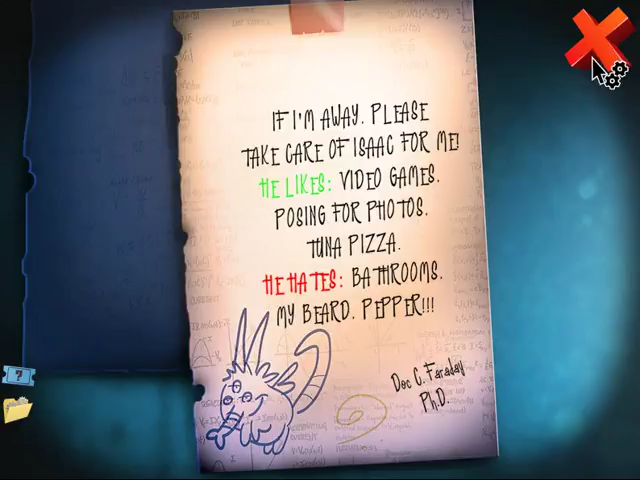 IF I'M AWAY. PLEASE
TAKE CARE OF ISAAC FOR ME!
HE LIKES: VIDEO GAMES.
POSING FOR PHOTOS.
TUNA PIZZA.
HE HATES: BATHROOMS.
MY BEARD. PEPPER!!!
Doc C. Faraday
Ph.D.
?